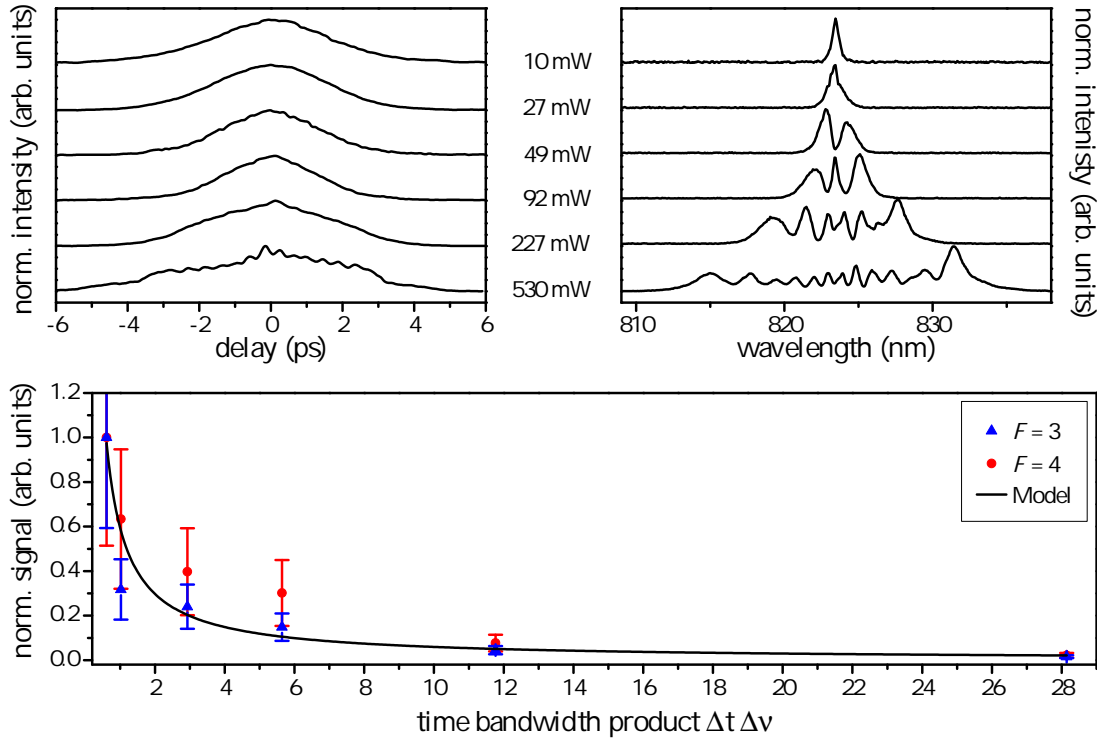 norm. intensity (arb. units)
10 mW
27 mW
49 mW
92 mW
227 mW
530 mW
norm. intenisty (arb. units)
-6 -4 -2 0 2 4 6
delay (ps)
810 820 830
wavelength (nm)
norm. signal (arb. units)
1.2
1.0
0.8
0.6
0.4
0.2
0.0
F = 3
F = 4
Model
2 4 6 8 10 12 14 16 18 20 22 24 26 28
time bandwidth product Δt Δν